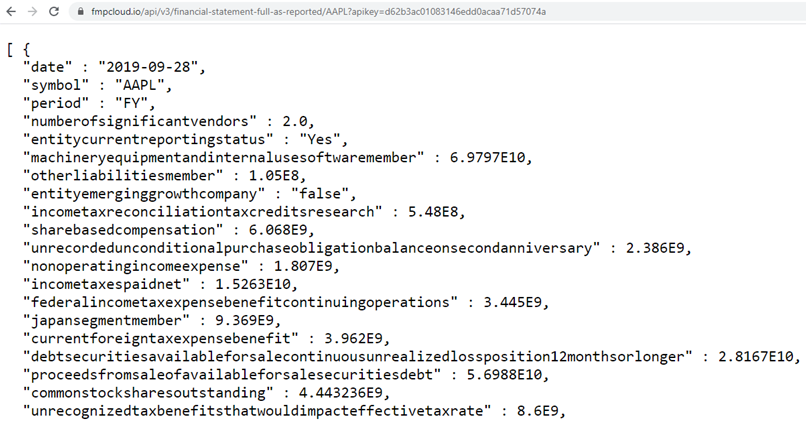 fmpcloud.io/api/v3/financial-statement-full-as-reported/AAPL?apikey=d62b3ac01083146edd0acaa71d57074a
[ {
"date" : "2019-09-28",
"symbol" : "AAPL",
"period" : "FY",
"numberofsignificantvendors" : 2.0,
"entitycurrentreportingstatus" : "Yes",
"machineryequipmentandinternalusesoftwaremember" : 6.9797E10,
"otherliabilitiesmember" : 1.05E8,
"entityemerginggrowthcompany" : "false",
"incometaxreconciliationtaxcreditsresearch" : 5.48E8,
"sharebasedcompensation" : 6.068E9,
"unrecordedunconditionalpurchaseobligationbalanceonsecondanniversary" : 2.386E9,
"nonoperatingincomeexpense" : 1.807E9,
"incometaxespaidnet" : 1.5263E10,
"federalincometaxexpensebenefitcontinuingoperations" : 3.445E9,
"japansegmentmember" : 9.369E9,
"currentforeigntaxexpensebenefit" : 3.962E9,
"debtsecuritiesavailableforsalecontinuousunrealizedlossposition12monthsorlonger" : 2.8167E10,
"proceedsfromsaleofavailableforsalesecuritiesdebt" : 5.6988E10,
"commonstocksharesoutstanding" : 4.443236E9,
"unrecognizedtaxbenefitsthatwouldimpacteffectivetaxrate" : 8.6E9,